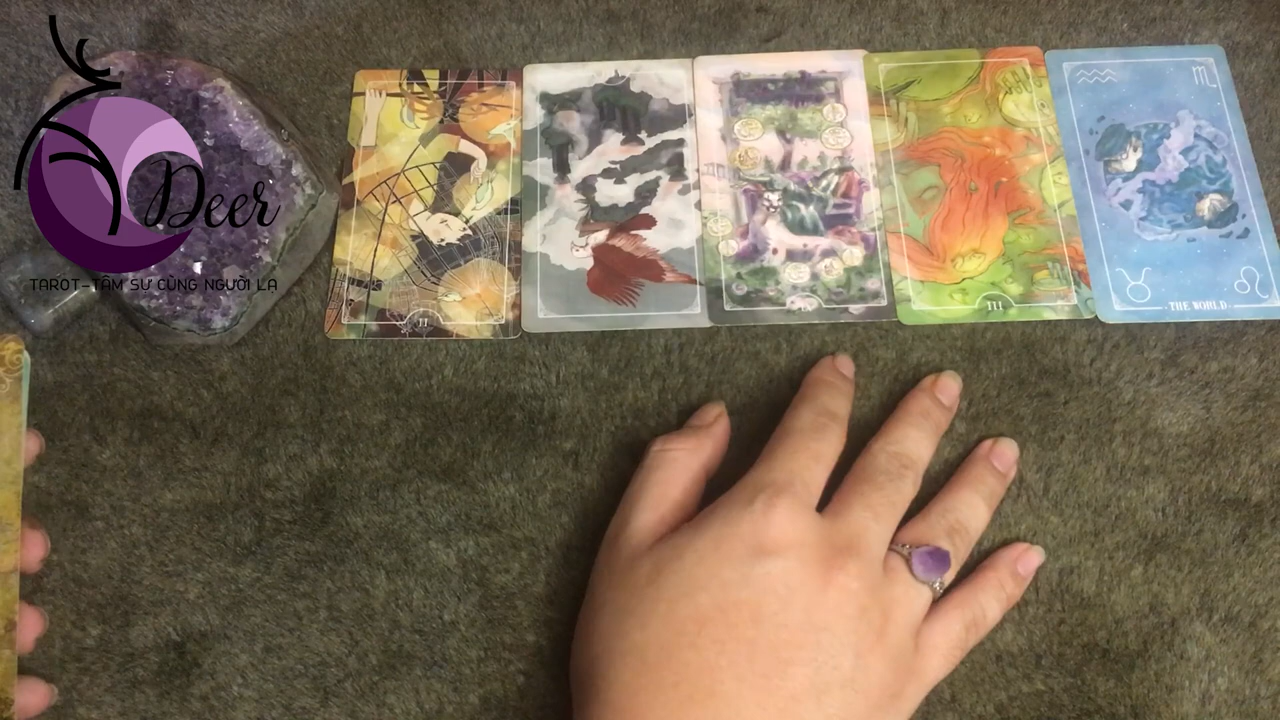 Deer
TAROT-TÂM SỰ CÙNG NGƯỜI LẠ
II
III
THE WORLD